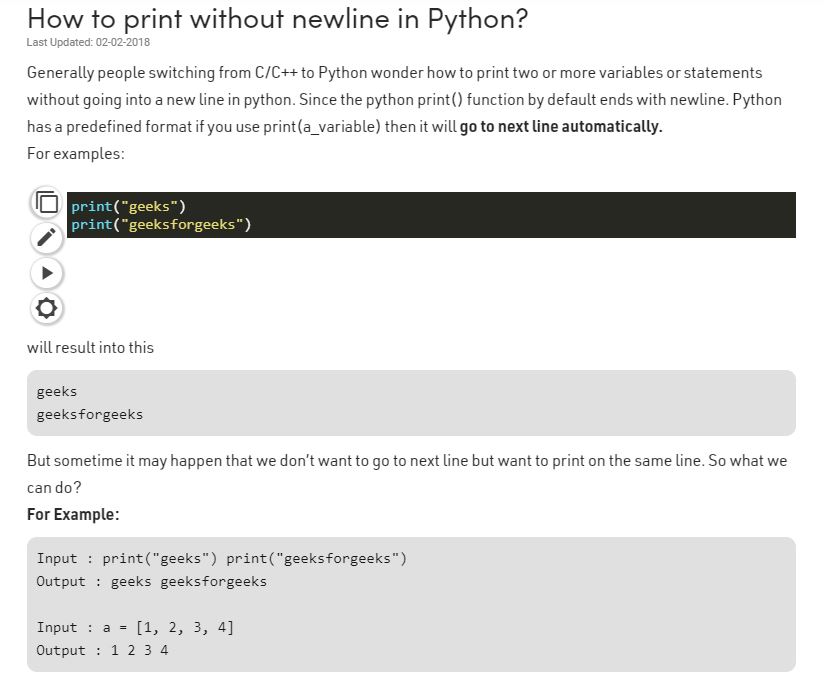 How to print without newline in Python?
Last Updated: 02-02-2018
Generally people switching from C/C++ to Python wonder how to print two or more variables or statements
without going into a new line in python. Since the python print() function by default ends with newline. Python
has a predefined format if you use print(a_variable) then it will go to next line automatically.
For examples:
print("geeks")
print("geeksforgeeks")
will result into this
geeks
geeksforgeeks
But sometime it may happen that we don't want to go to next line but want to print on the same line. So what we
can do?
For Example:
Input : print("geeks") print("geeksforgeeks")
Output : geeks geeksforgeeks
Input : a = [1, 2, 3, 4]
Output : 1 2 3 4